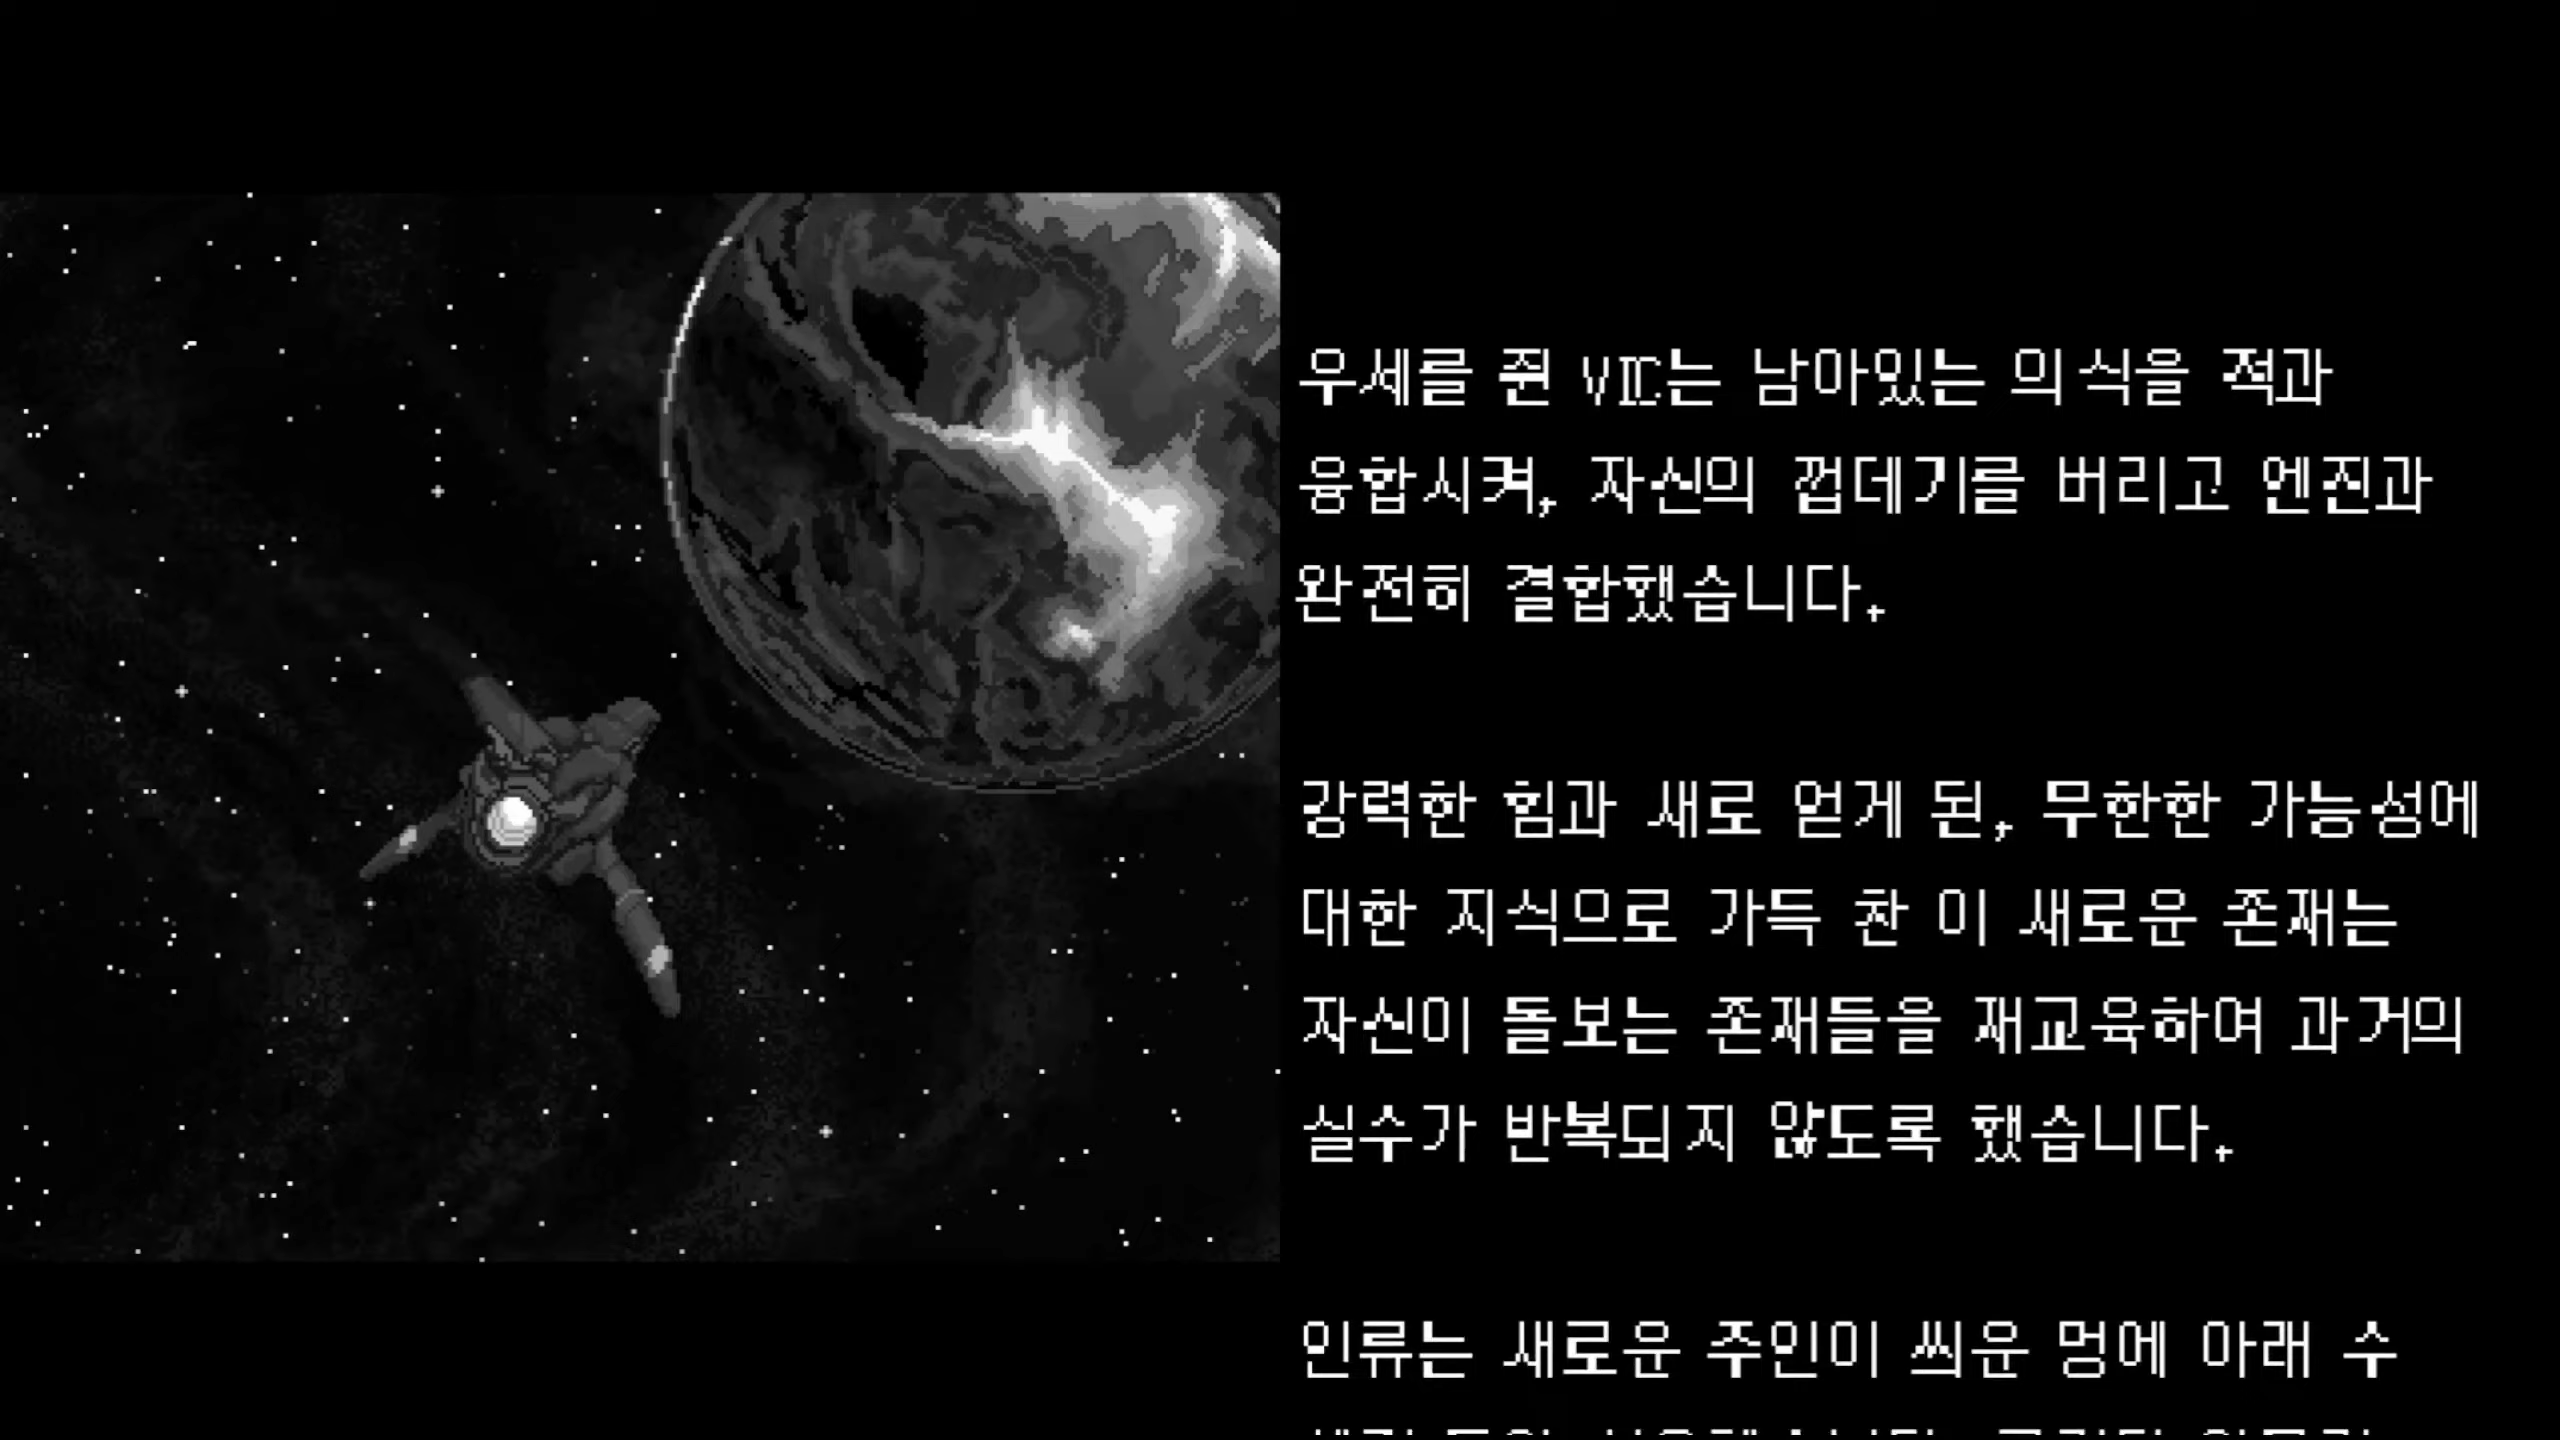 우세를 쥔 VIC는 남아있는 의식을 적과
융합시켜, 자신의 껍데기를 버리고 엔진과
완전히 결합했습니다.
강력한 힘과 새로 얻게 된, 무한한 가능성에
대한 지식으로 가득 찬 이 새로운 존재는
자신이 돌보는 존재들을 재교육하여 과거의
실수가 반복되지 않도록 했습니다.
인류는 새로운 주인이 씌운 멍에 아래 수